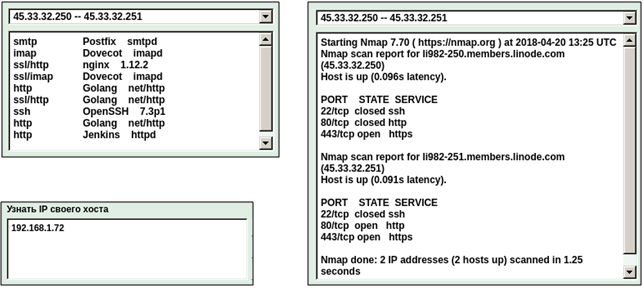 45.33.32.250 -- 45.33.32.251
smtp Postfix smtpd
imap Dovecot imapd
ssl/http nginx 1.12.2
ssl/imap Dovecot imapd
http Golang net/http
ssl/http Golang net/http
ssh OpenSSH 7.3p1
http Golang net/http
http Jenkins httpd
Узнать IP своего хоста
192.168.1.72
45.33.32.250 -- 45.33.32.251
Starting Nmap 7.70 ( https://nmap.org ) at 2018-04-20 13:25 UTC
Nmap scan report for li982-250.members.linode.com
(45.33.32.250)
Host is up (0.096s latency).
PORT STATE SERVICE
22/tcp closed ssh
80/tcp closed http
443/tcp open https
Nmap scan report for li982-251.members.linode.com
(45.33.32.251)
Host is up (0.091s latency).
PORT STATE SERVICE
22/tcp closed ssh
80/tcp open http
443/tcp open https
Nmap done: 2 IP addresses (2 hosts up) scanned in 1.25
seconds